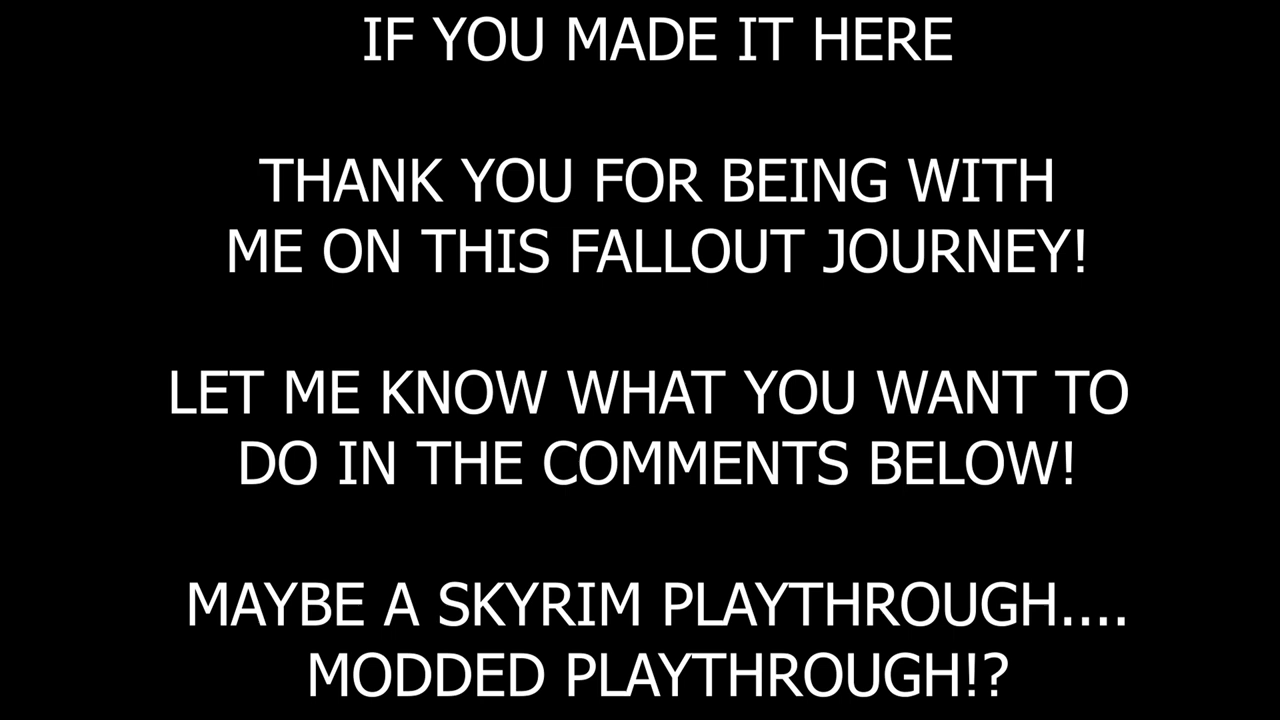 IF YOU MADE IT HERE
THANK YOU FOR BEING WITH
ME ON THIS FALLOUT JOURNEY!
LET ME KNOW WHAT YOU WANT TO
DO IN THE COMMENTS BELOW!
MAYBE A SKYRIM PLAYTHROUGH....
MODDED PLAYTHROUGH!?